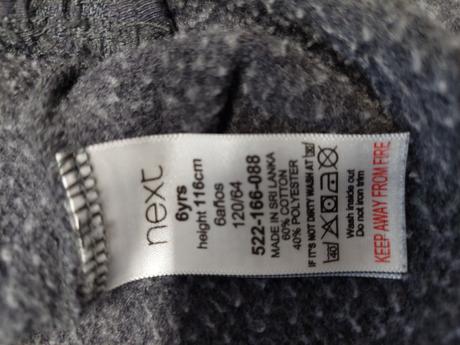 next
6yrs
height 116cm
6años
120/64
522-166-088
MADE IN SRI LANKA
60% COTTON
40% POLYESTER
IF IT'S NOT DIRTY WASH AT 30
40
Wash inside out
Do not iron trim
KEEP AWAY FROM FIRE